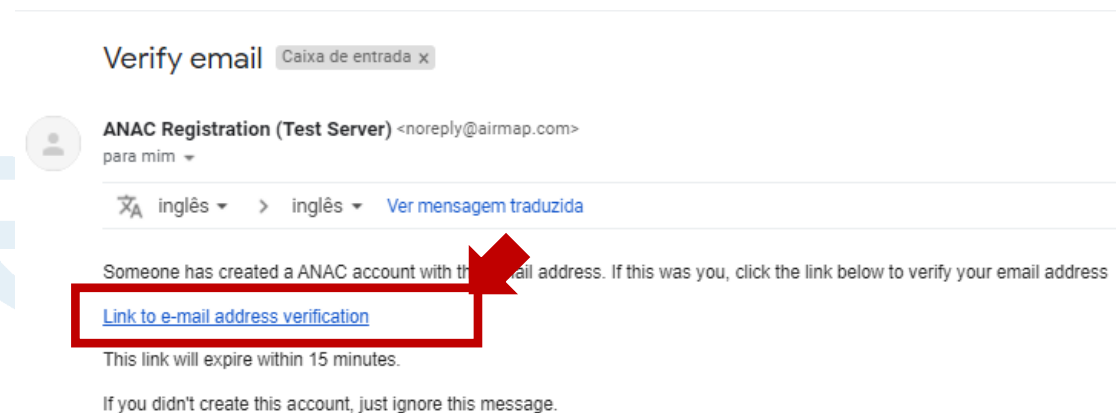 Verify email Caixa de entrada x
ANAC Registration (Test Server) <noreply@airmap.com>
para mim
inglês > inglês Ver mensagem traduzida
Someone has created a ANAC account with th ail address. If this was you, click the link below to verify your email address
Link to e-mail address verification
This link will expire within 15 minutes.
If you didn't create this account, just ignore this message.